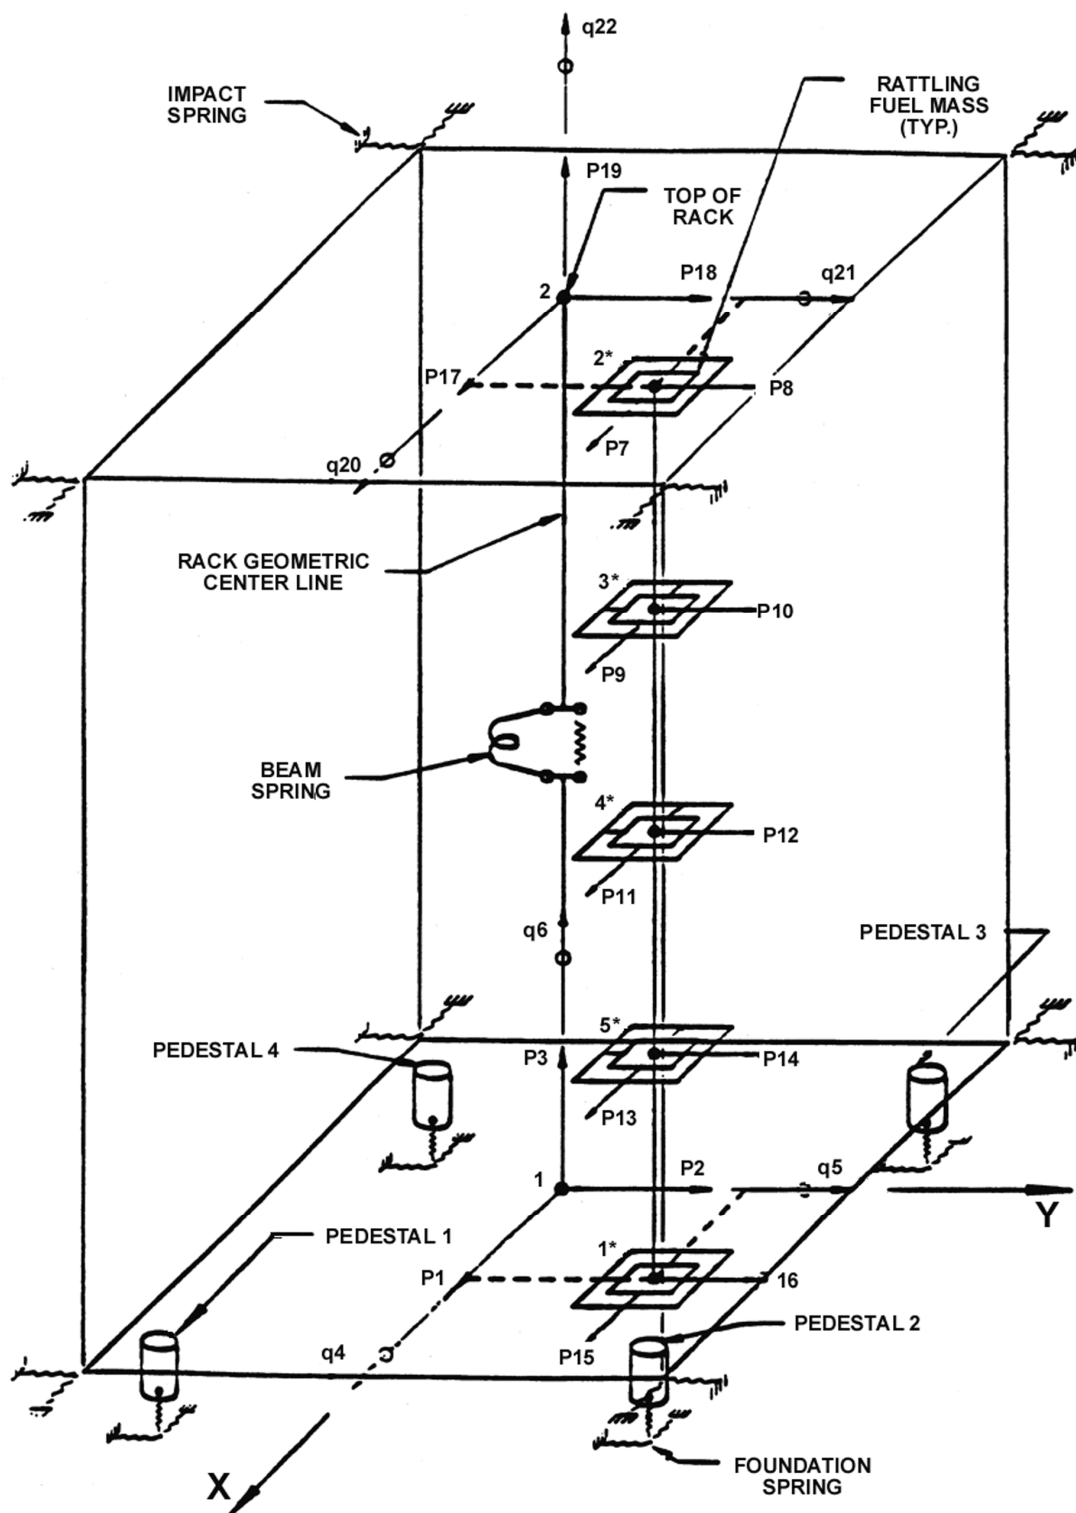 q22
IMPACT
SPRING
RATTLING
FUEL MASS
(TYP.)
P19
TOP OF
RACK
P18
q21
2
2*
P17
P8
P7
q20
RACK GEOMETRIC
CENTER LINE
3*
P10
P9
BEAM
SPRING
4*
P12
P11
q6
PEDESTAL 3
5*
PEDESTAL 4
P3
P14
P13
1
P2
q5
Y
PEDESTAL 1
1*
P1
16
PEDESTAL 2
q4
P15
X
FOUNDATION
SPRING